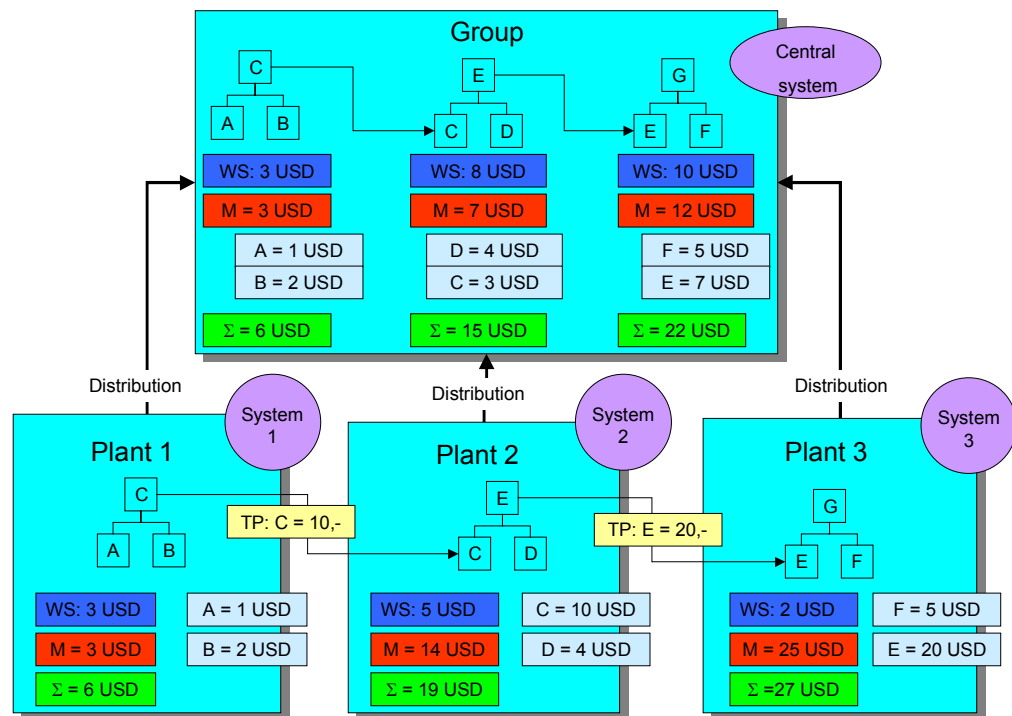 Group
Central
system
C
E
G
A
B
C
D
E
F
WS: 3 USD
WS: 8 USD
WS: 10 USD
M = 3 USD
M = 7 USD
M = 12 USD
A = 1 USD
D = 4 USD
F = 5 USD
B = 2 USD
C = 3 USD
E = 7 USD
Σ = 6 USD
Σ = 15 USD
Σ = 22 USD
Distribution
Distribution
Distribution
System
1
System
2
System
3
Plant 1
Plant 2
Plant 3
C
E
G
TP: C = 10,-
TP: E = 20,-
A
B
C
D
E
F
WS: 3 USD
A = 1 USD
WS: 5 USD
C = 10 USD
WS: 2 USD
F = 5 USD
M = 3 USD
B = 2 USD
M = 14 USD
D = 4 USD
M = 25 USD
E = 20 USD
Σ = 6 USD
Σ = 19 USD
Σ =27 USD